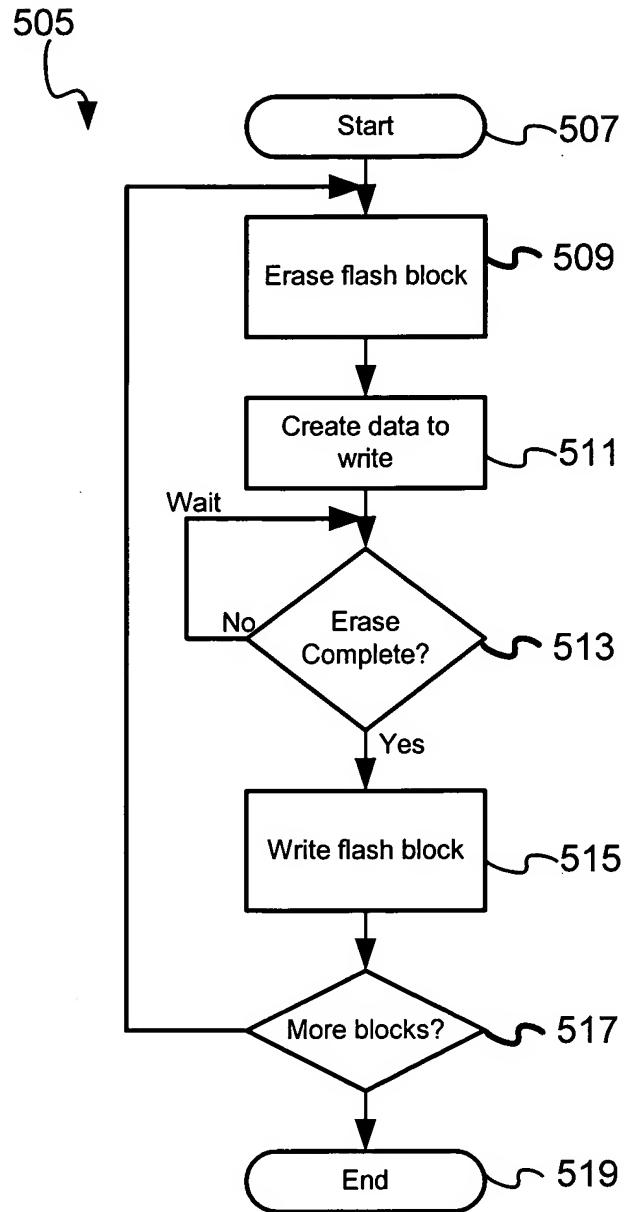 505
Start
507
Erase flash block
509
Create data to
write
511
Wait
No
Erase
Complete?
513
Yes
Write flash block
515
More blocks?
517
End
519